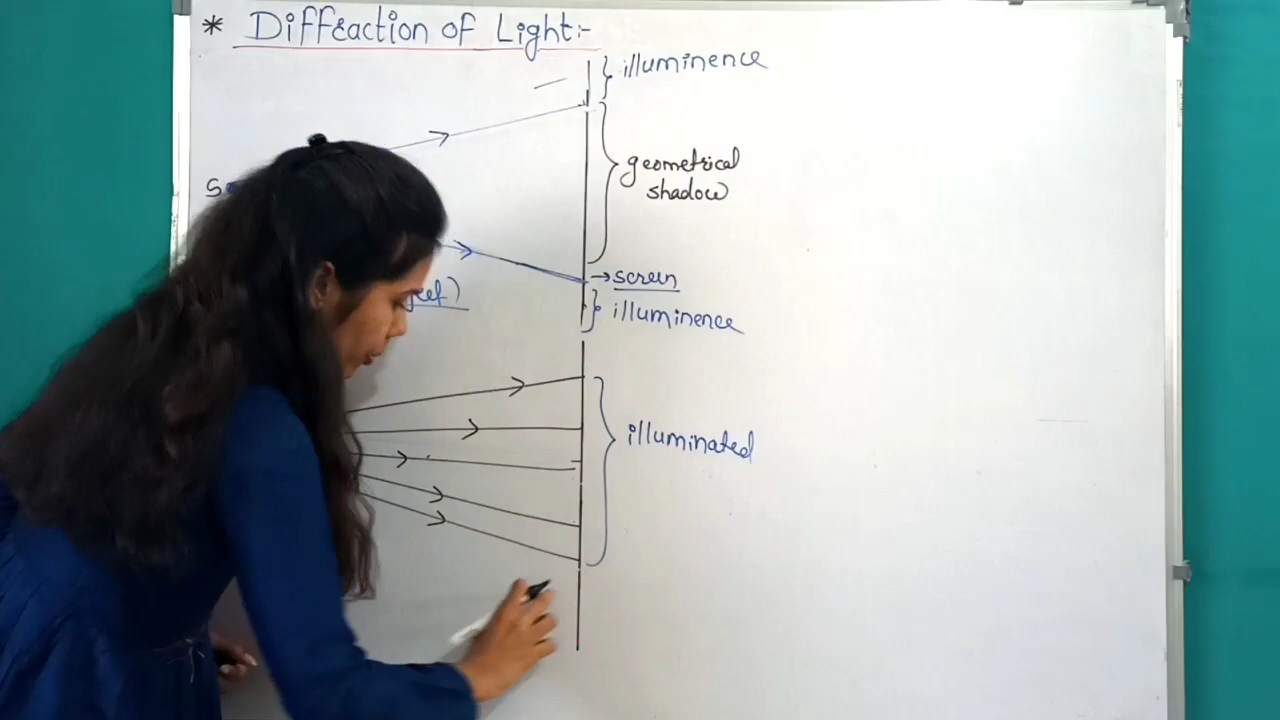 * Diffraction of Light:-
illuminence
geometrical
shadow
S
→ screen
illuminence
illuminated